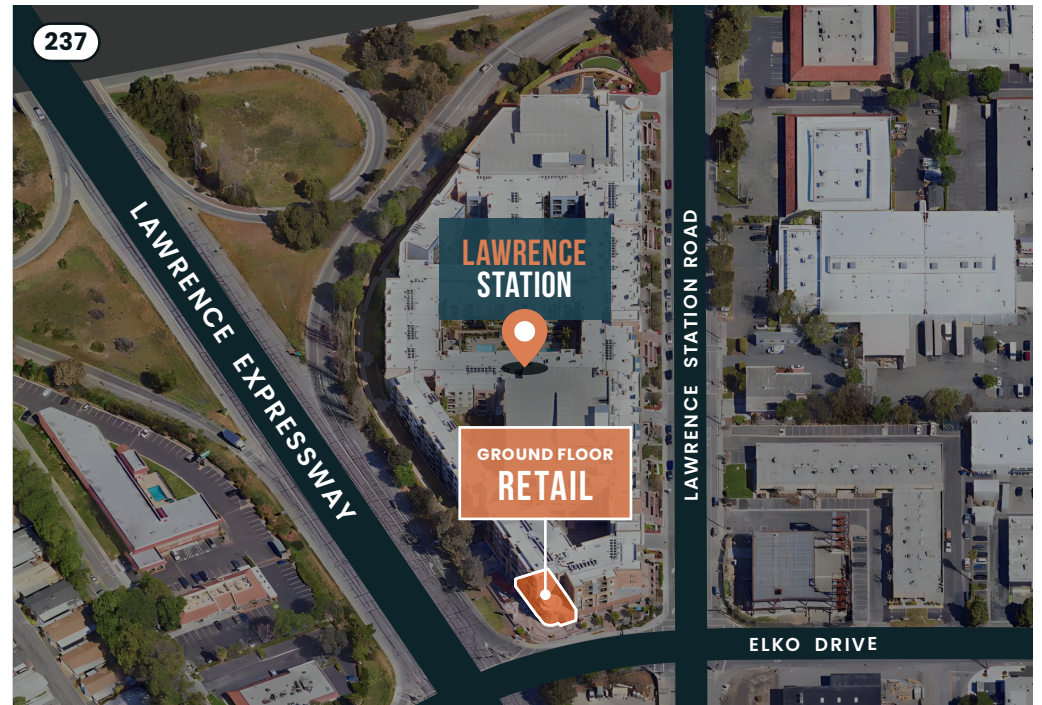 237
LAWRENCE EXPRESSWAY
LAWRENCE
STATION
LAWRENCE STATION ROAD
GROUND FLOOR
RETAIL
ELKO DRIVE